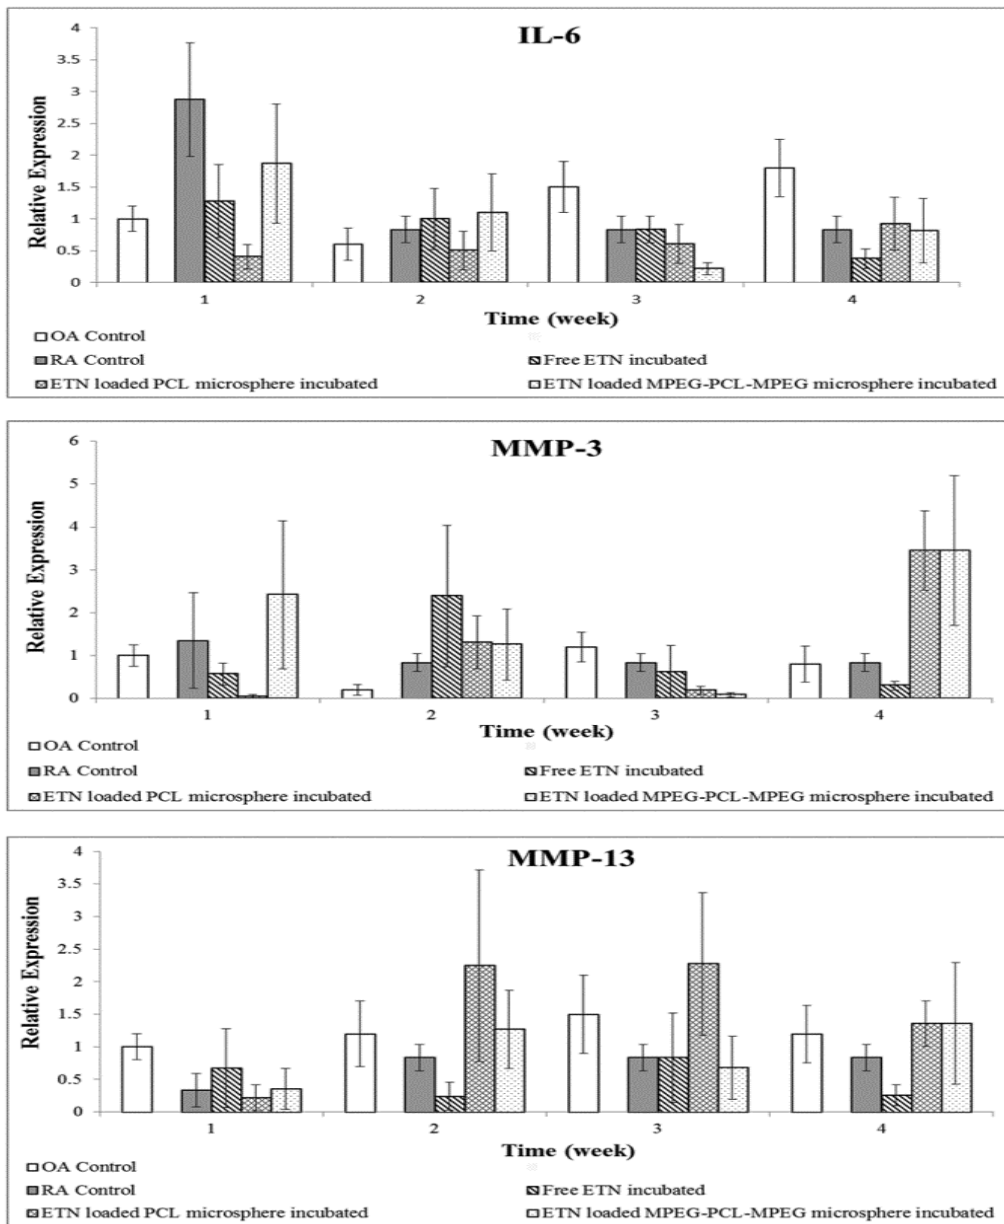 IL-6
4
3.5
3
2.5
2
1.5
1
0.5
0
Relative Expression
1 2 3 4
Time (week)
OA Control
RA Control Free ETN incubated
ETN loaded PCL microsphere incubated ETN loaded MPEG-PCL-MPEG microsphere incubated
MMP-3
6
5
4
3
2
1
0
Relative Expression
1 2 3 4
Time (week)
OA Control
RA Control Free ETN incubated
ETN loaded PCL microsphere incubated ETN loaded MPEG-PCL-MPEG microsphere incubated
MMP-13
4
3.5
3
2.5
2
1.5
1
0.5
0
Relative Expression
1 2 3 4
Time (week)
OA Control
RA Control Free ETN incubated
ETN loaded PCL microsphere incubated ETN loaded MPEG-PCL-MPEG microsphere incubated